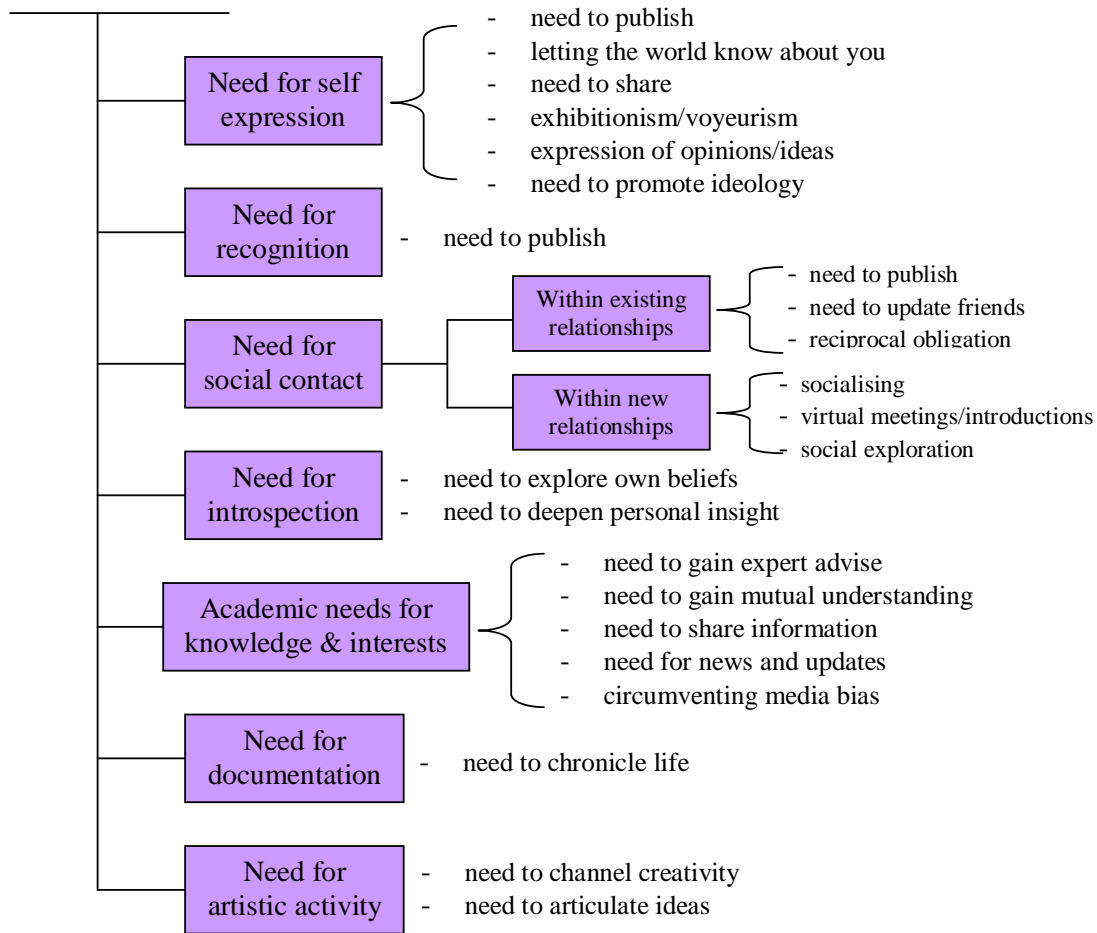 Need for self
expression
- need to publish
- letting the world know about you
- need to share
- exhibitionism/voyeurism
- expression of opinions/ideas
- need to promote ideology
Need for
recognition
- need to publish
Need for
social contact
Within existing
relationships
- need to publish
- need to update friends
- reciprocal obligation
Within new
relationships
- socialising
- virtual meetings/introductions
- social exploration
Need for
introspection
- need to explore own beliefs
- need to deepen personal insight
Academic needs for
knowledge & interests
- need to gain expert advise
- need to gain mutual understanding
- need to share information
- need for news and updates
- circumventing media bias
Need for
documentation
- need to chronicle life
Need for
artistic activity
- need to channel creativity
- need to articulate ideas